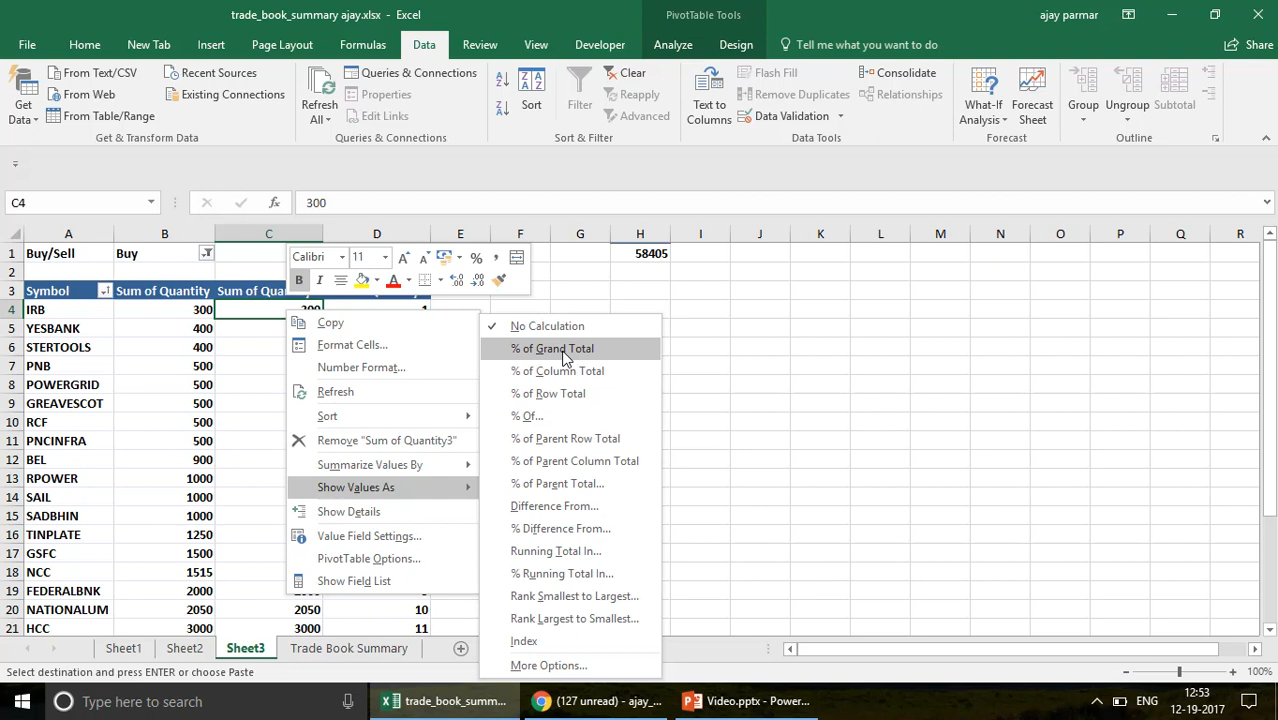 trade_book_summary ajay.xlsx - Excel
PivotTable Tools
ajay parmar
File Home New Tab Insert Page Layout Formulas Data Review View Developer Analyze Design Tell me what you want to do Share
From Text/CSV
Recent Sources
Queries & Connections
Clear
Flash Fill
Consolidate
From Web
Existing Connections
Properties
Reapply
Remove Duplicates
Relationships
From Table/Range
Edit Links
Advanced
Data Validation
Get Data
Refresh All
Sort
Filter
Text to Columns
What-If Analysis
Forecast Sheet
Group
Ungroup
Subtotal
Get & Transform Data
Queries & Connections
Sort & Filter
Data Tools
Forecast
Outline
C4 300
A B C D E F G H I J K L M N O P Q R
1 Buy/Sell Buy 58405
2
3 Symbol Sum of Quantity
4 IRB 300 1
5 YESBANK 400
6 STERTOOLS 400
7 PNB 500
8 POWERGRID 500
9 GREAVESCOT 500
10 RCF 500
11 PNCINFRA 500
12 BEL 900
13 RPOWER 1000
14 SAIL 1000
15 SADBHIN 1000
16 TINPLATE 1250
17 GSFC 1500
18 NCC 1515
19 FEDERALBNK 2000
20 NATIONALUM 2050 2050 10
21 HCC 3000 3000 11
Calibri 11
% ,
B I A
Copy
Format Cells...
Number Format...
Refresh
Sort
Remove "Sum of Quantity3"
Summarize Values By
Show Values As
Show Details
Value Field Settings...
PivotTable Options...
Show Field List
No Calculation
% of Grand Total
% of Column Total
% of Row Total
% Of...
% of Parent Row Total
% of Parent Column Total
% of Parent Total...
Difference From...
% Difference From...
Running Total In...
% Running Total In...
Rank Smallest to Largest...
Rank Largest to Smallest...
Index
More Options...
Sheet1 Sheet2 Sheet3 Trade Book Summary
Select destination and press ENTER or choose Paste
100%
Type here to search
trade_book_summ...
(127 unread) - ajay_...
Video.pptx - Power...
ENG
12:53
12-19-2017